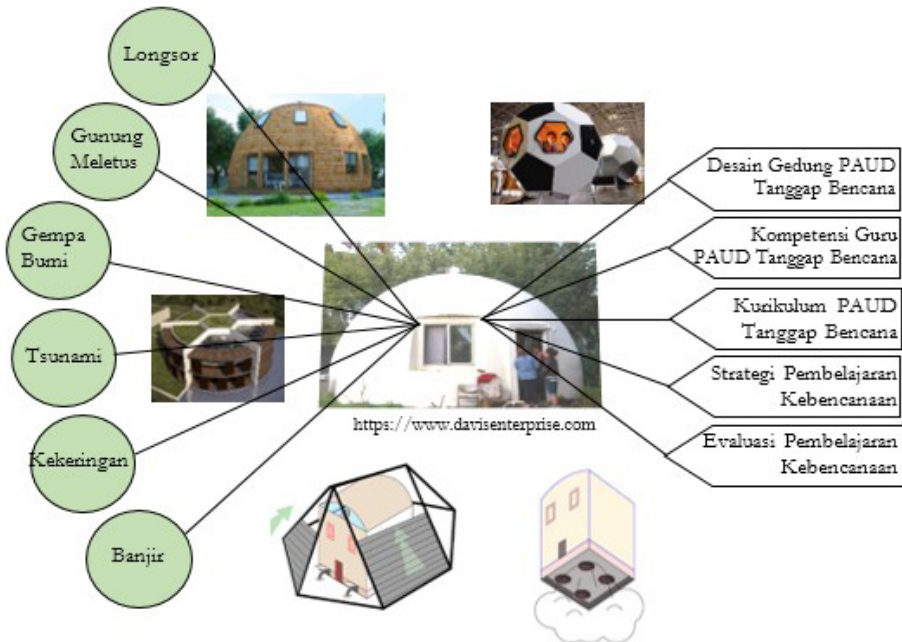 Longsor
Gunung
Meletus
Gempa
Bumi
Tsunami
Kekeringan
Banjir
https://www.davisenterprise.com
Desain Gedung PAUD
Tanggap Bencana
Kompetensi Guru
PAUD Tanggap Bencana
Kurikulum PAUD
Tanggap Bencana
Strategi Pembelajaran
Kebencanaan
Evaluasi Pembelajaran
Kebencanaan